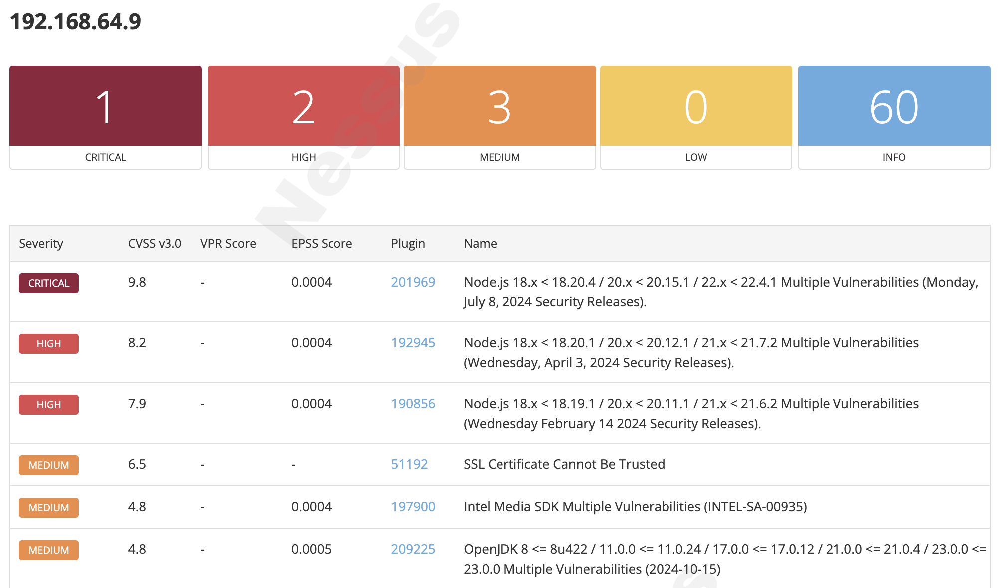 192.168.64.9
Nessus
1
2
3
0
60
CRITICAL
HIGH
MEDIUM
LOW
INFO
Severity CVSS v3.0 VPR Score EPSS Score Plugin Name
CRITICAL 9.8 - 0.0004 201969 Node.js 18.x < 18.20.4 / 20.x < 20.15.1 / 22.x < 22.4.1 Multiple Vulnerabilities (Monday,
July 8, 2024 Security Releases).
HIGH 8.2 - 0.0004 192945 Node.js 18.x < 18.20.1 / 20.x < 20.12.1 / 21.x < 21.7.2 Multiple Vulnerabilities
(Wednesday, April 3, 2024 Security Releases).
HIGH 7.9 - 0.0004 190856 Node.js 18.x < 18.19.1 / 20.x < 20.11.1 / 21.x < 21.6.2 Multiple Vulnerabilities
(Wednesday February 14 2024 Security Releases).
MEDIUM 6.5 - - 51192 SSL Certificate Cannot Be Trusted
MEDIUM 4.8 - 0.0004 197900 Intel Media SDK Multiple Vulnerabilities (INTEL-SA-00935)
MEDIUM 4.8 - 0.0005 209225 OpenJDK 8 <= 8u422 / 11.0.0 <= 11.0.24 / 17.0.0 <= 17.0.12 / 21.0.0 <= 21.0.4 / 23.0.0 <=
23.0.0 Multiple Vulnerabilities (2024-10-15)
s